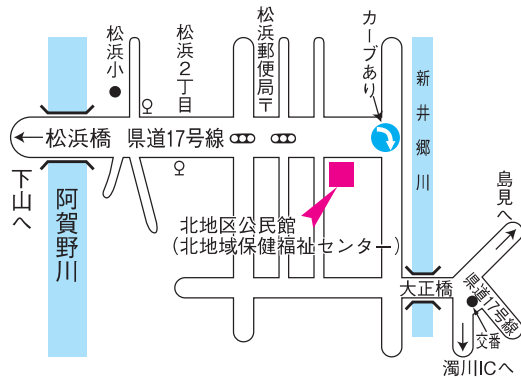 松浜小
松浜2丁目
松浜郵便局〒
カーブあり
新井郷川
←松浜橋
県道17号線
下山へ
阿賀野川
北地区公民館
(北地域保健福祉センター)
島見へ
大正橋
県道17号線
交番
濁川ICへ